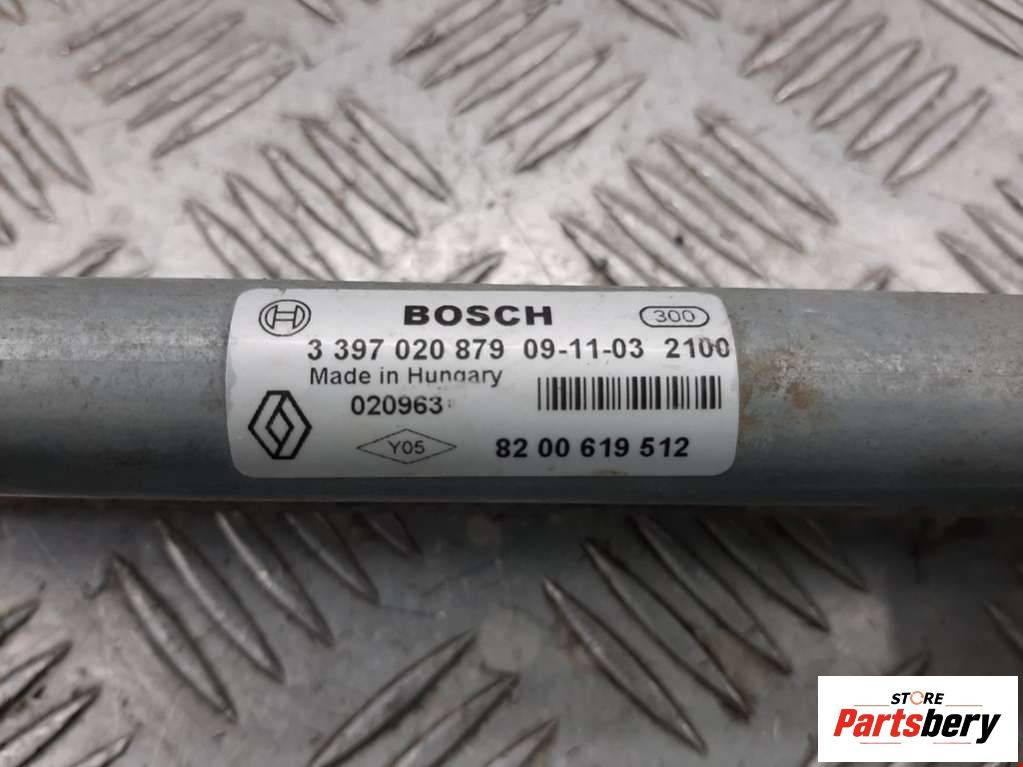 BOSCH 300
3 397 020 879 09-11-03 2100
Made in Hungary
020963
Y05 82 00 619 512
STORE
Partsbery